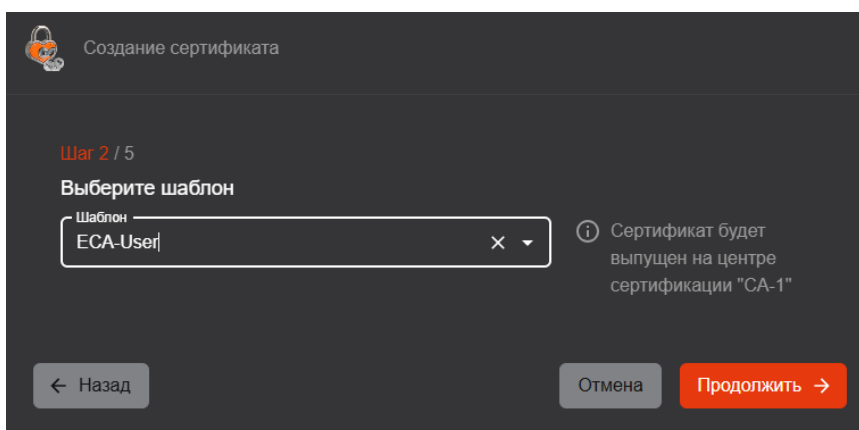 Создание сертификата
Шаг 2 / 5
Выберите шаблон
Шаблон
ECA-User
Сертификат будет
выпущен на центре
сертификации "CA-1"
Назад
Отмена
Продолжить